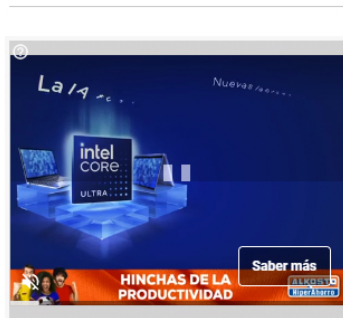 La IA
Nuevas
intel
CORE
ULTRA
Saber más
HINCHAS DE LA
PRODUCTIVIDAD
ALKOSTO
HiperAhorro